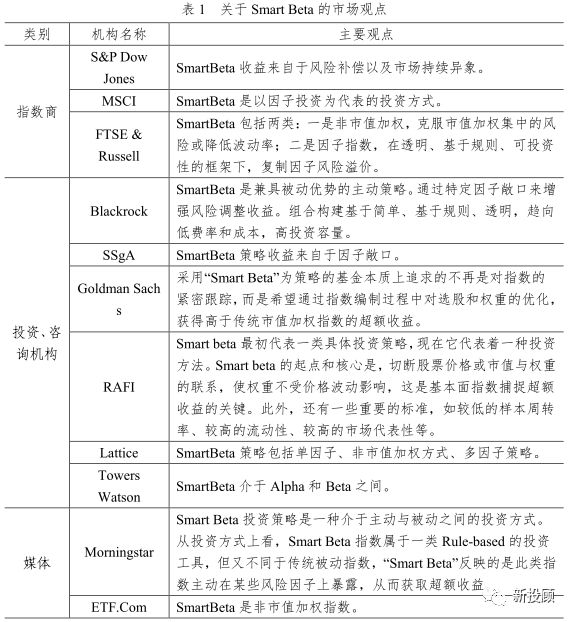 表 1 关于 Smart Beta 的市场观点
类别 机构名称 主要观点
指数商
S&P Dow
Jones
SmartBeta 收益来自于风险补偿以及市场持续异象。
MSCI
SmartBeta 是以因子投资为代表的投资方式。
FTSE &
Russell
SmartBeta 包括两类：一是非市值加权，克服市值加权集中的风
险或降低波动率；二是因子指数，在透明、基于规则、可投资
性的框架下，复制因子风险溢价。
投资、咨
询机构
Blackrock
SmartBeta 是兼具被动优势的主动策略。通过特定因子敞口来增
强风险调整收益。组合构建基于简单、基于规则、透明，趋向
低费率和成本，高投资容量。
SSgA
SmartBeta 策略收益来自于因子敞口。
Goldman Sach
s
采用“Smart Beta”为策略的基金本质上追求的不再是对指数的
紧密跟踪，而是希望通过指数编制过程中对选股和权重的优化，
获得高于传统市值加权指数的超额收益。
RAFI
Smart beta 最初代表一类具体投资策略，现在它代表着一种投资
方法。Smart beta 的起点和核心是，切断股票价格或市值与权重
的联系，使权重不受价格波动影响，这是基本面指数捕捉超额
收益的关键。此外，还有一些重要的标准，如较低的样本周转
率、较高的流动性、较高的市场代表性等。
Lattice
SmartBeta 策略包括单因子、非市值加权方式、多因子策略。
Towers
Watson
SmartBeta 介于 Alpha 和 Beta 之间。
媒体
Morningstar
Smart Beta 投资策略是一种介于主动与被动之间的投资方式。
从投资方式上看，Smart Beta 指数属于一类 Rule-based 的投资
工具，但又不同于传统被动指数，“Smart Beta”反映的是此类指
数主动在某些风险因子上暴露，从而获取超额收益
ETF.Com
SmartBeta 是非市值加权指数。
新投顾